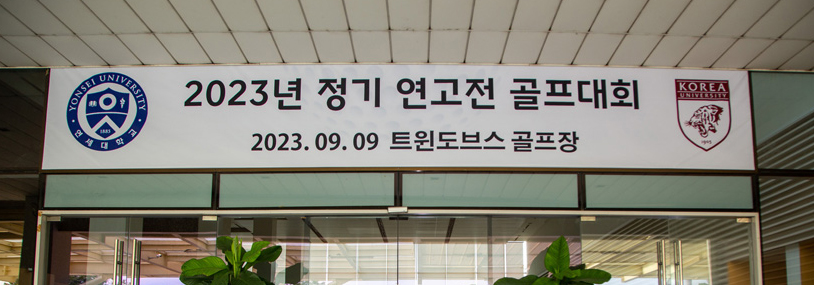 2023년 정기 연고전 골프대회
2023. 09. 09 트윈도브스 골프장
YONSEI UNIVERSITY
1885
연세대학교
KOREA
UNIVERSITY